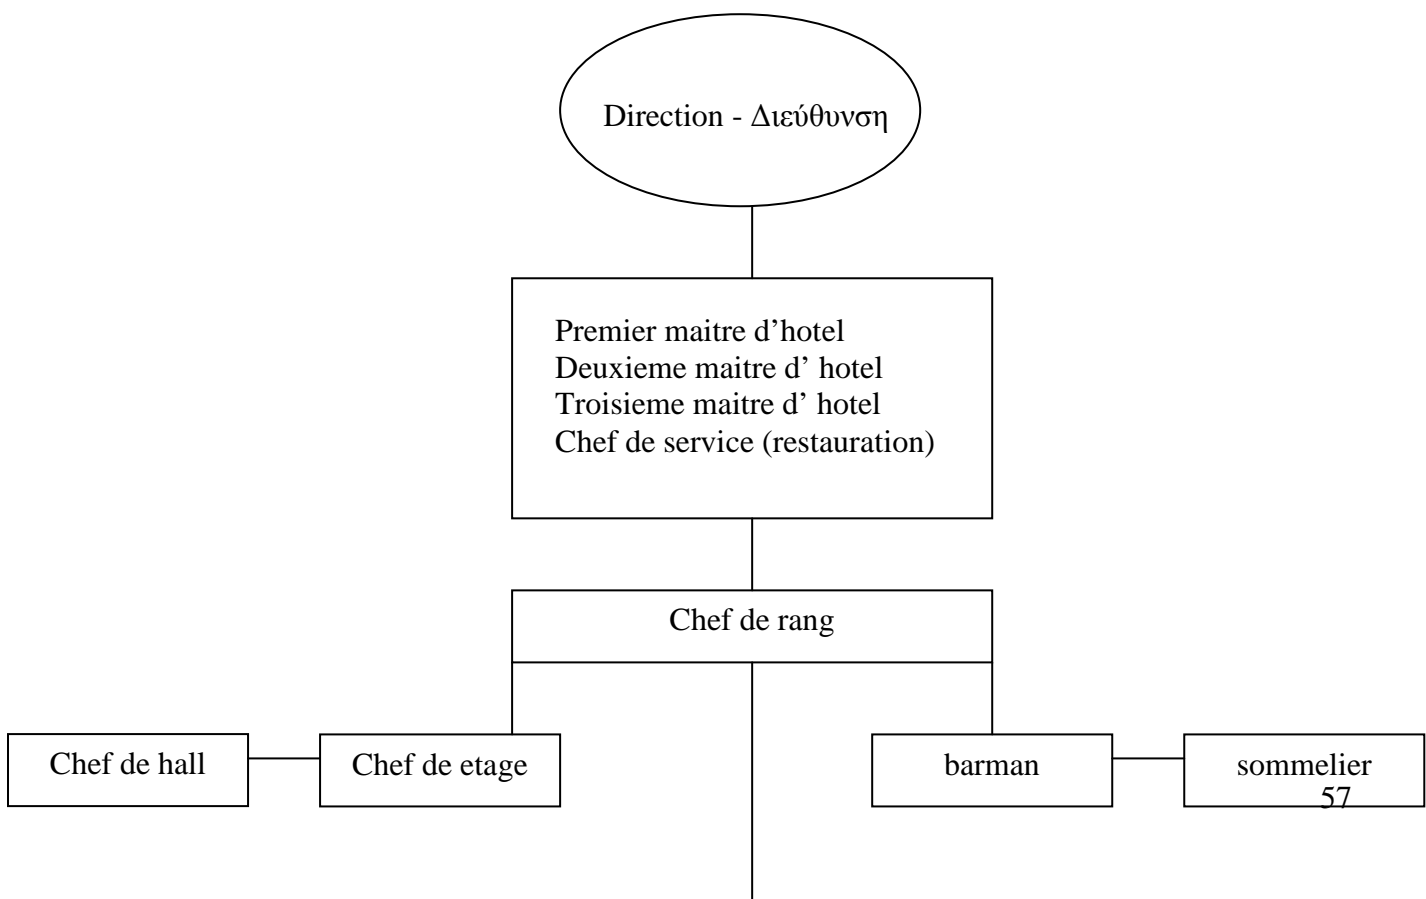 Direction - Διεύθυνση
Premier maitre d’hotel
Deuxieme maitre d’ hotel
Troisieme maitre d’ hotel
Chef de service (restauration)
Chef de rang
Chef de hall
Chef de etage
barman
sommelier
57